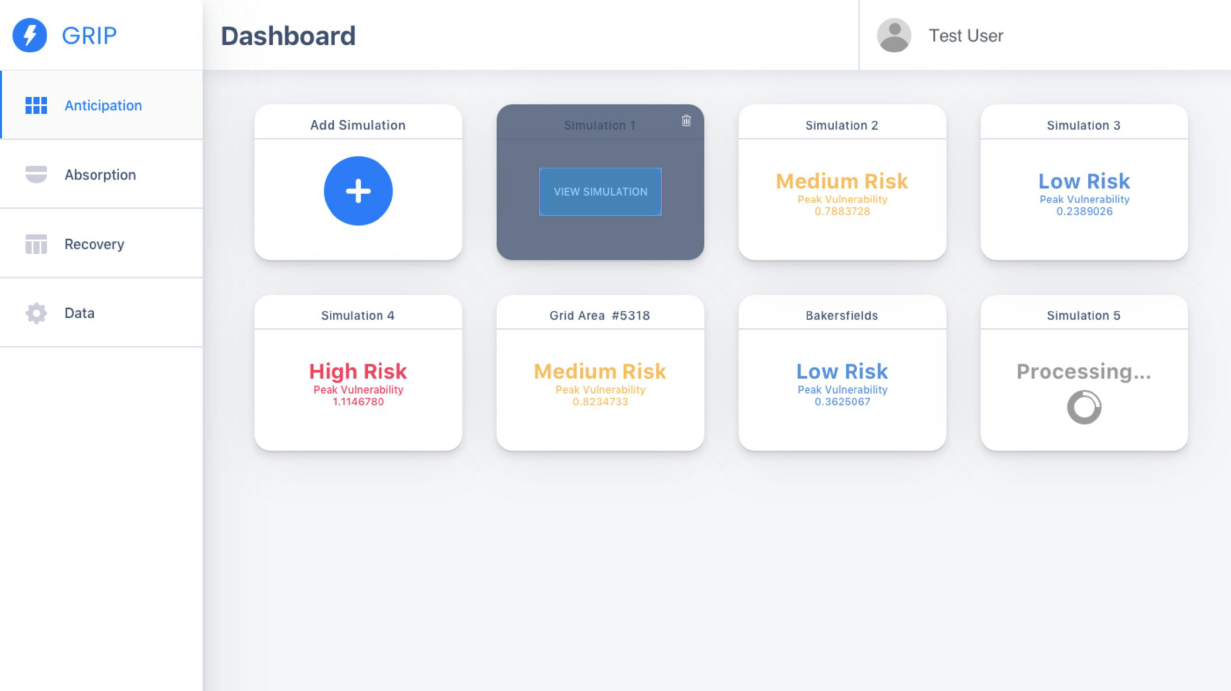 GRIP
Dashboard
Test User
Anticipation
Absorption
Recovery
Data
Add Simulation
Simulation 1
VIEW SIMULATION
Simulation 2
Medium Risk
Peak Vulnerability
0.7883728
Simulation 3
Low Risk
Peak Vulnerability
0.2389026
Simulation 4
High Risk
Peak Vulnerability
1.1146780
Grid Area #5318
Medium Risk
Peak Vulnerability
0.8234733
Bakersfields
Low Risk
Peak Vulnerability
0.3625067
Simulation 5
Processing...